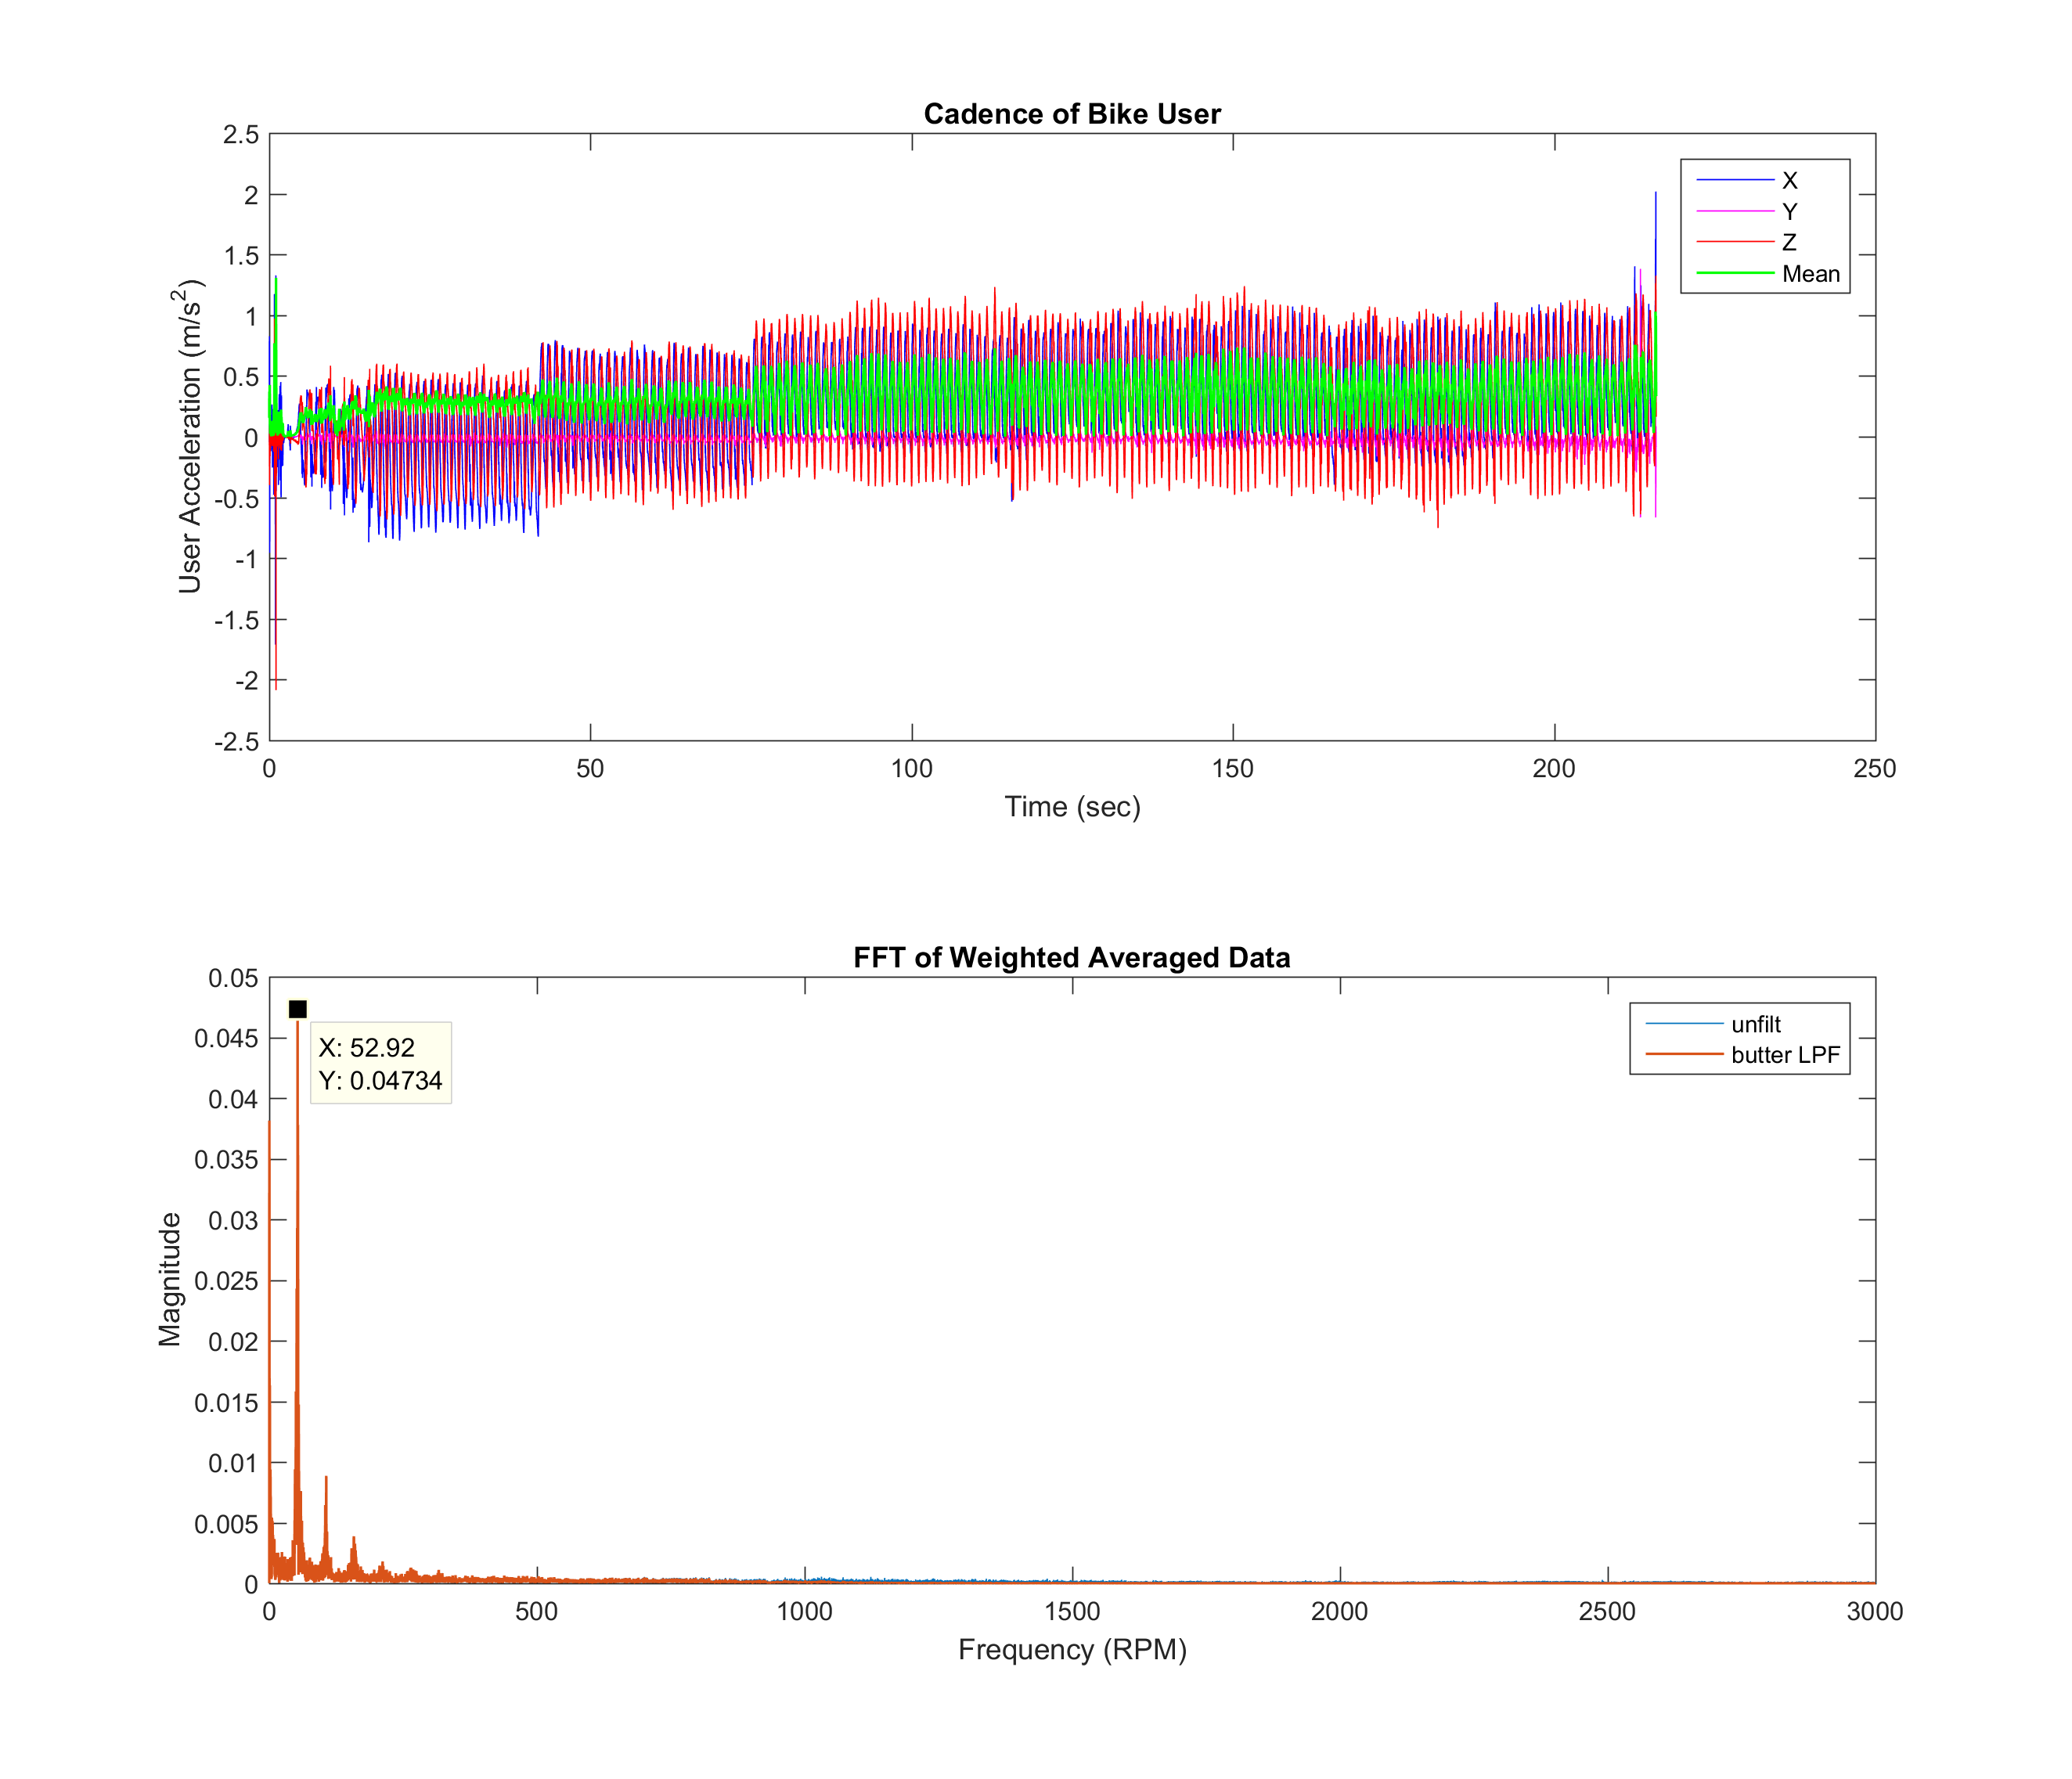 Cadence of Bike User
2.5
2
1.5
1
0.5
0
-0.5
-1
-1.5
-2
-2.5
User Acceleration (m/s²)
X
Y
Z
Mean
0 50 100 150 200 250
Time (sec)
FFT of Weighted Averaged Data
0.05
0.045
0.04
0.035
0.03
0.025
0.02
0.015
0.01
0.005
0
Magnitude
X: 52.92
Y: 0.04734
unfilt
butter LPF
0 500 1000 1500 2000 2500 3000
Frequency (RPM)